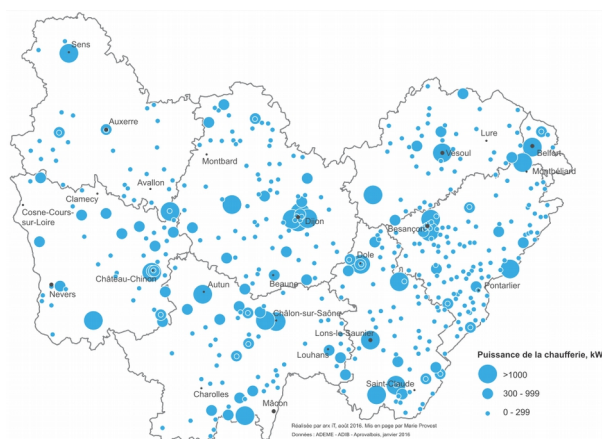 Sens
Auxerre
Montbard
Avallon
Clamecy
Cosne-Cours-
sur-Loire
Château-Chinon
Nevers
Dijon
Beaune
Autun
Châlon-sur-Saône
Louhans
Charolles
Mâcon
Lure
Vesoul
Belfort
Montbéliard
Besançon
Dole
Pontarlier
Lons-le-Saunier
Saint-Claude
Puissance de la chaufferie, kW
>1000
300 - 999
0 - 299
Réalisée par arx iT, août 2016. Mis en page par Marie Provest
Données : ADEME - ADIB - Aprovalbois, janvier 2016